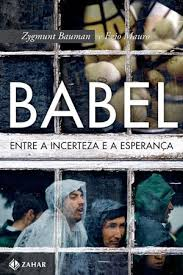 Zygmunt Bauman e Ezio Mauro
BABEL
ENTRE A INCERTEZA E A ESPERANÇA
ZAHAR